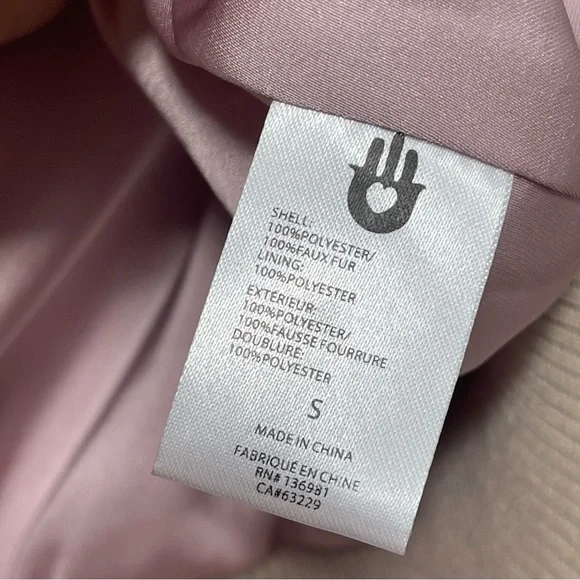 SHELL:
100%POLYESTER/
100%FAUX FUR
LINING:
100%POLYESTER
EXTERIEUR:
100%POLYESTER/
100%FAUSSE FOURRURE
DOUBLURE:
100%POLYESTER
S
MADE IN CHINA
FABRIQUÉ EN CHINE
RN# 136981
CA#63229